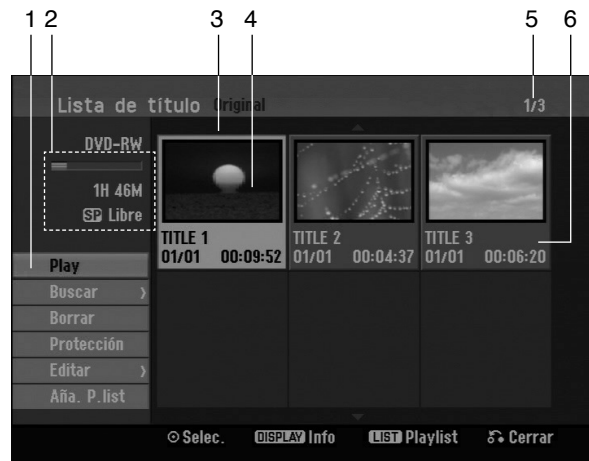 1 2 3 4 5 6
Lista de título Original 1/3
DVD-RW
1H 46M
SP Libre
TITLE 1
01/01 00:09:52
TITLE 2
01/01 00:04:37
TITLE 3
01/01 00:06:20
Play
Buscar
Borrar
Protección
Editar
Aña. P.list
Selec. DISPLAY Info LIST Playlist Cerrar